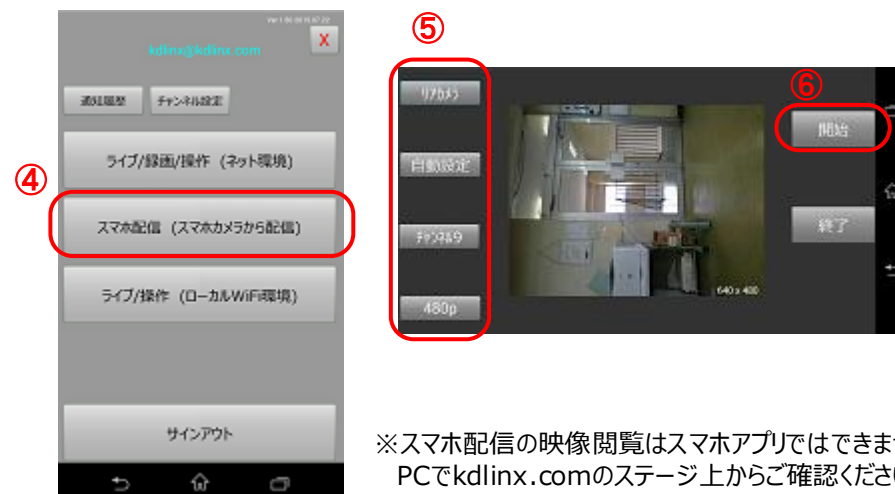 kdlinx@kdlinx.com
X
通知履歴
チャンネル設定
ライブ/録画/操作 (ネット環境)
④
スマホ配信 (スマホカメラから配信)
ライブ/操作 (ローカルWiFi環境)
サインアウト
⑤
リアカメラ
自動設定
チャンネル9
480p
640 x 480
⑥
開始
終了
※スマホ配信の映像閲覧はスマホアプリではできま
PCでkdlinx.comのステージ上からご確認くださ